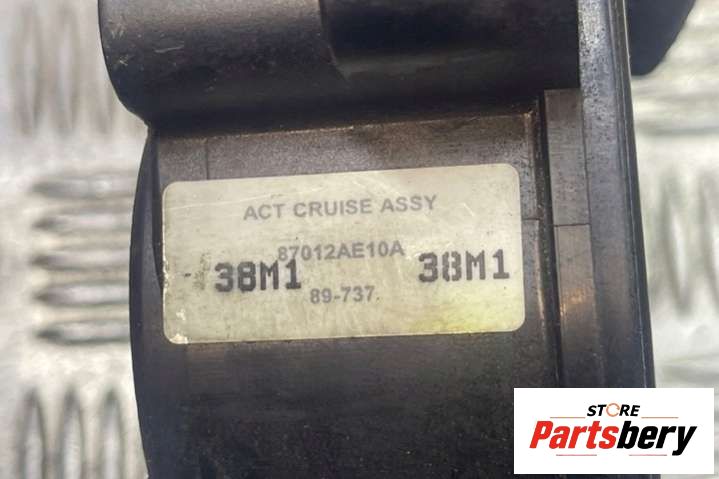 ACT CRUISE ASSY
87012AE10A
38M1 38M1
89-737
STORE
Partsbery